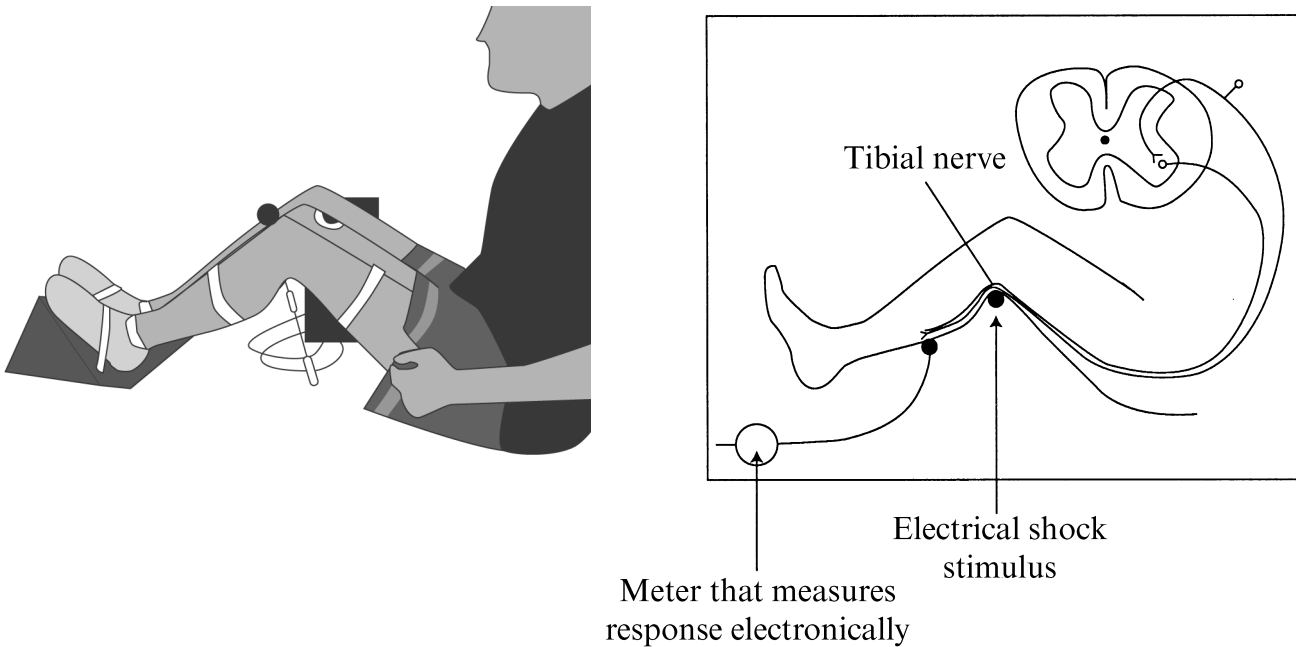 Tibial nerve
Electrical shock
stimulus
Meter that measures
response electronically